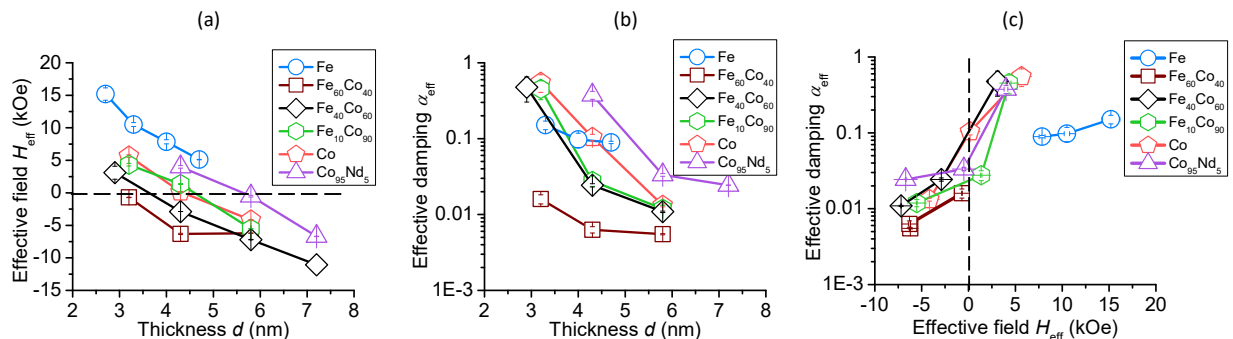 (a)
Effective field Heff (kOe)
20
15
10
5
0
-5
-10
-15
2 3 4 5 6 7 8
Thickness d (nm)
Fe
Fe60Co40
Fe40Co60
Fe10Co90
Co
Co95Nd5
(b)
Effective damping αeff
1
0.1
0.01
1E-3
2 3 4 5 6 7 8
Thickness d (nm)
Fe
Fe60Co40
Fe40Co60
Fe10Co90
Co
Co95Nd5
(c)
Effective damping αeff
1
0.1
0.01
1E-3
-10 -5 0 5 10 15 20
Effective field Heff (kOe)
Fe
Fe60Co40
Fe40Co60
Fe10Co90
Co
Co95Nd5